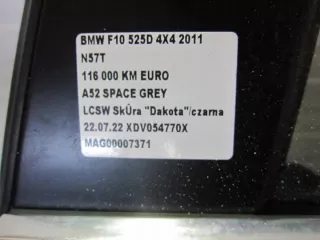 BMW F10 525D 4X4 2011
N57T
116 000 KM EURO
A52 SPACE GREY
LCSW SkÛra "Dakota"/czarna
22.07.22 XDV054770X
MAG00007371